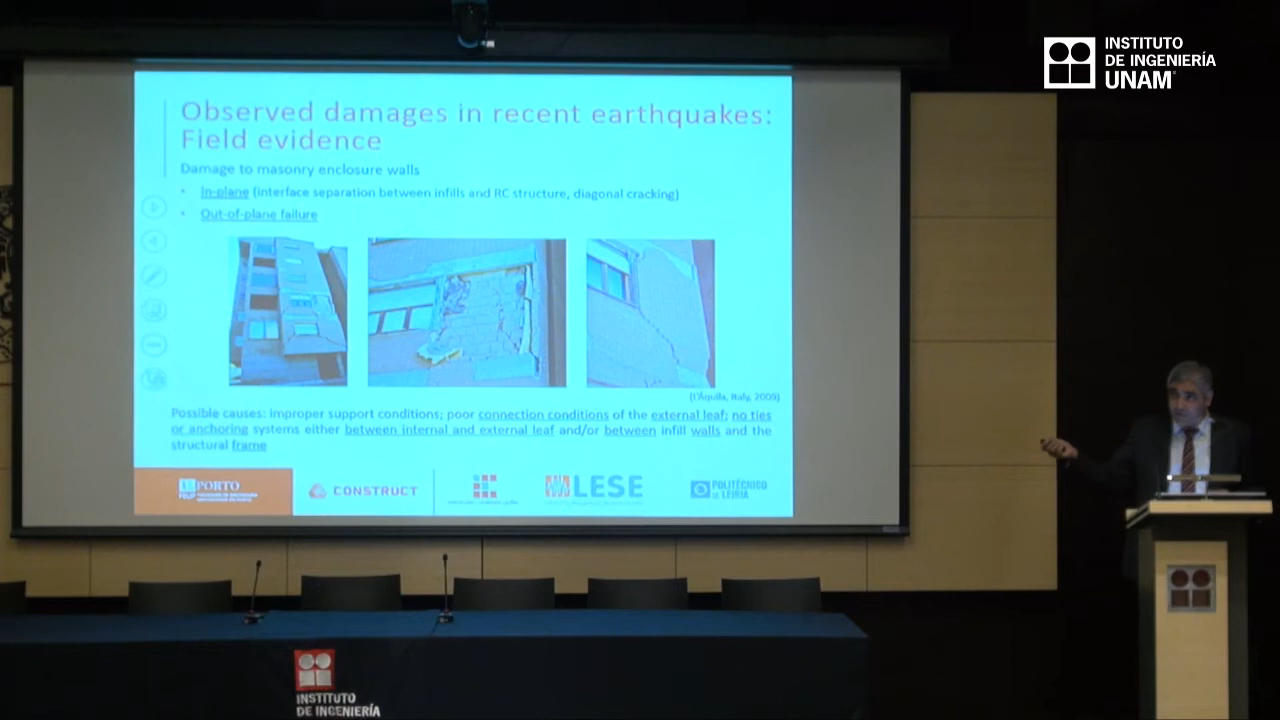 INSTITUTO
DE INGENIERÍA
UNAM
Observed damages in recent earthquakes:
Field evidence
Damage to masonry enclosure walls
• In-plane (interface separation between infills and RC structure, diagonal cracking)
• Out-of-plane failure
(L'Aquila, Italy, 2009)
Possible causes: improper support conditions; poor connection conditions of the external leaf; no ties
or anchoring systems either between internal and external leaf and/or between infill walls and the
structural frame
U.PORTO
FEUP
CONSTRUCT
LESE
POLITÉCNICO
DE LEIRIA
INSTITUTO
DE INGENIERÍA